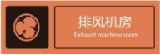 排风机房
Exhaust machine room